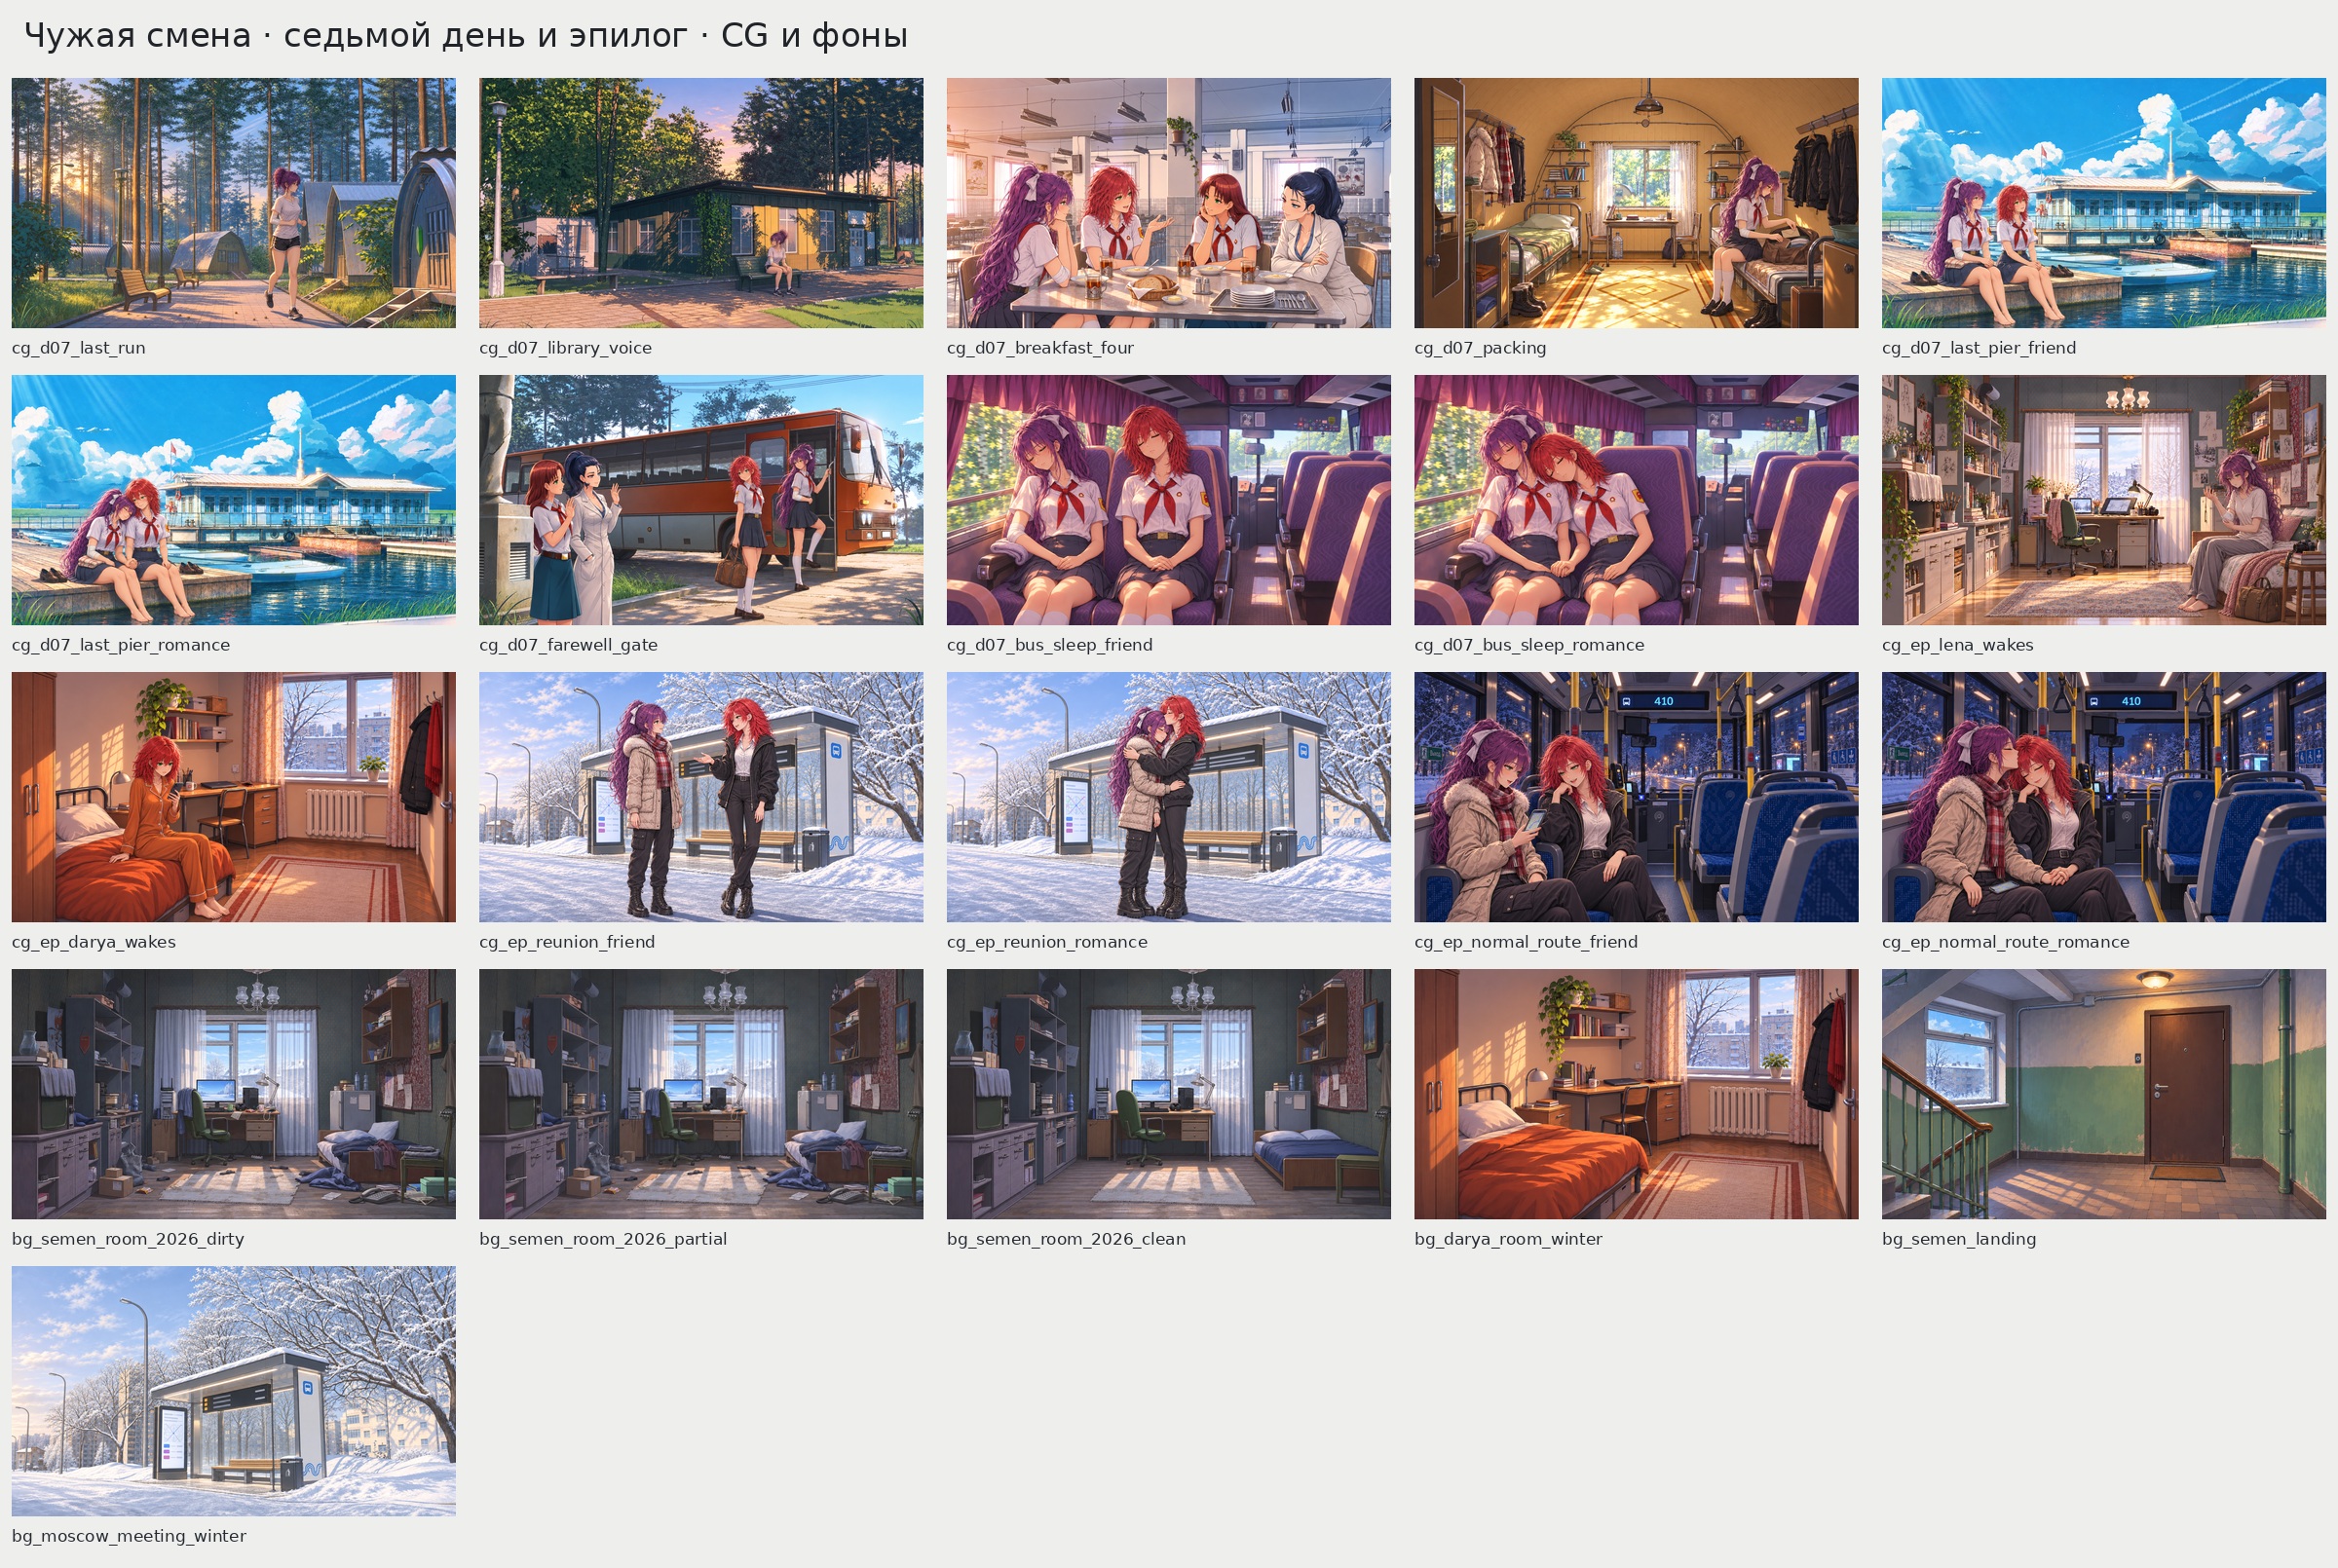 Чужая смена · седьмой день и эпилог · CG и фоны
cg_d07_last_run
cg_d07_library_voice
cg_d07_breakfast_four
cg_d07_packing
cg_d07_last_pier_friend
cg_d07_last_pier_romance
cg_d07_farewell_gate
cg_d07_bus_sleep_friend
cg_d07_bus_sleep_romance
cg_ep_lena_wakes
410
410
cg_ep_darya_wakes
cg_ep_reunion_friend
cg_ep_reunion_romance
cg_ep_normal_route_friend
cg_ep_normal_route_romance
bg_semen_room_2026_dirty
bg_semen_room_2026_partial
bg_semen_room_2026_clean
bg_darya_room_winter
bg_semen_landing
bg_moscow_meeting_winter